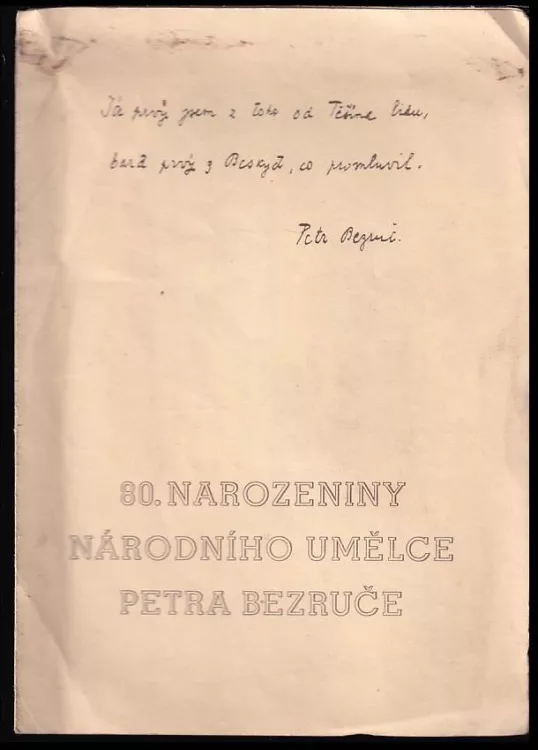 Já prvý jsem z toho od Těšína lidu,
bard prvý z Beskyd, co promluvil.
Petr Bezruč.
80. NAROZENINY
NÁRODNÍHO UMĚLCE
PETRA BEZRUČE